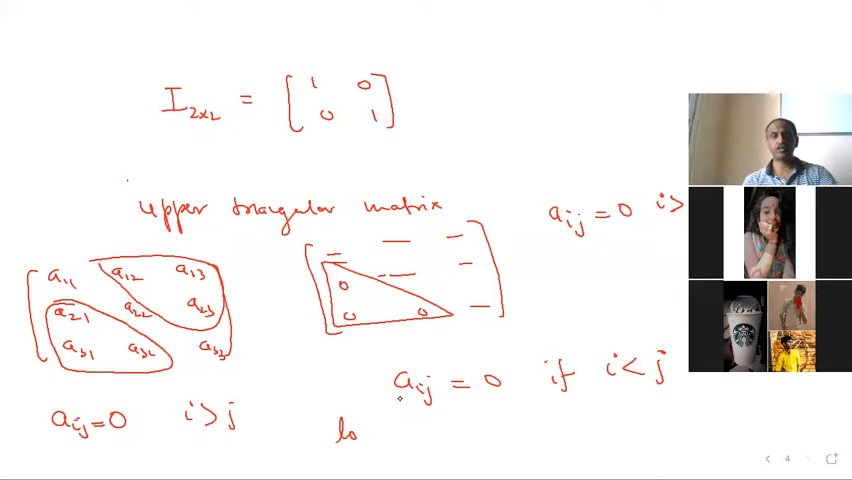 I2x2 = [ 1 0
0 1 ]
upper triangular matrix
aij = 0 i>
a11 a12 a13
a21 a22 a23
a31 a32 a33
0
0 0
aij = 0 if i < j
aij = 0 i > j
lo
4